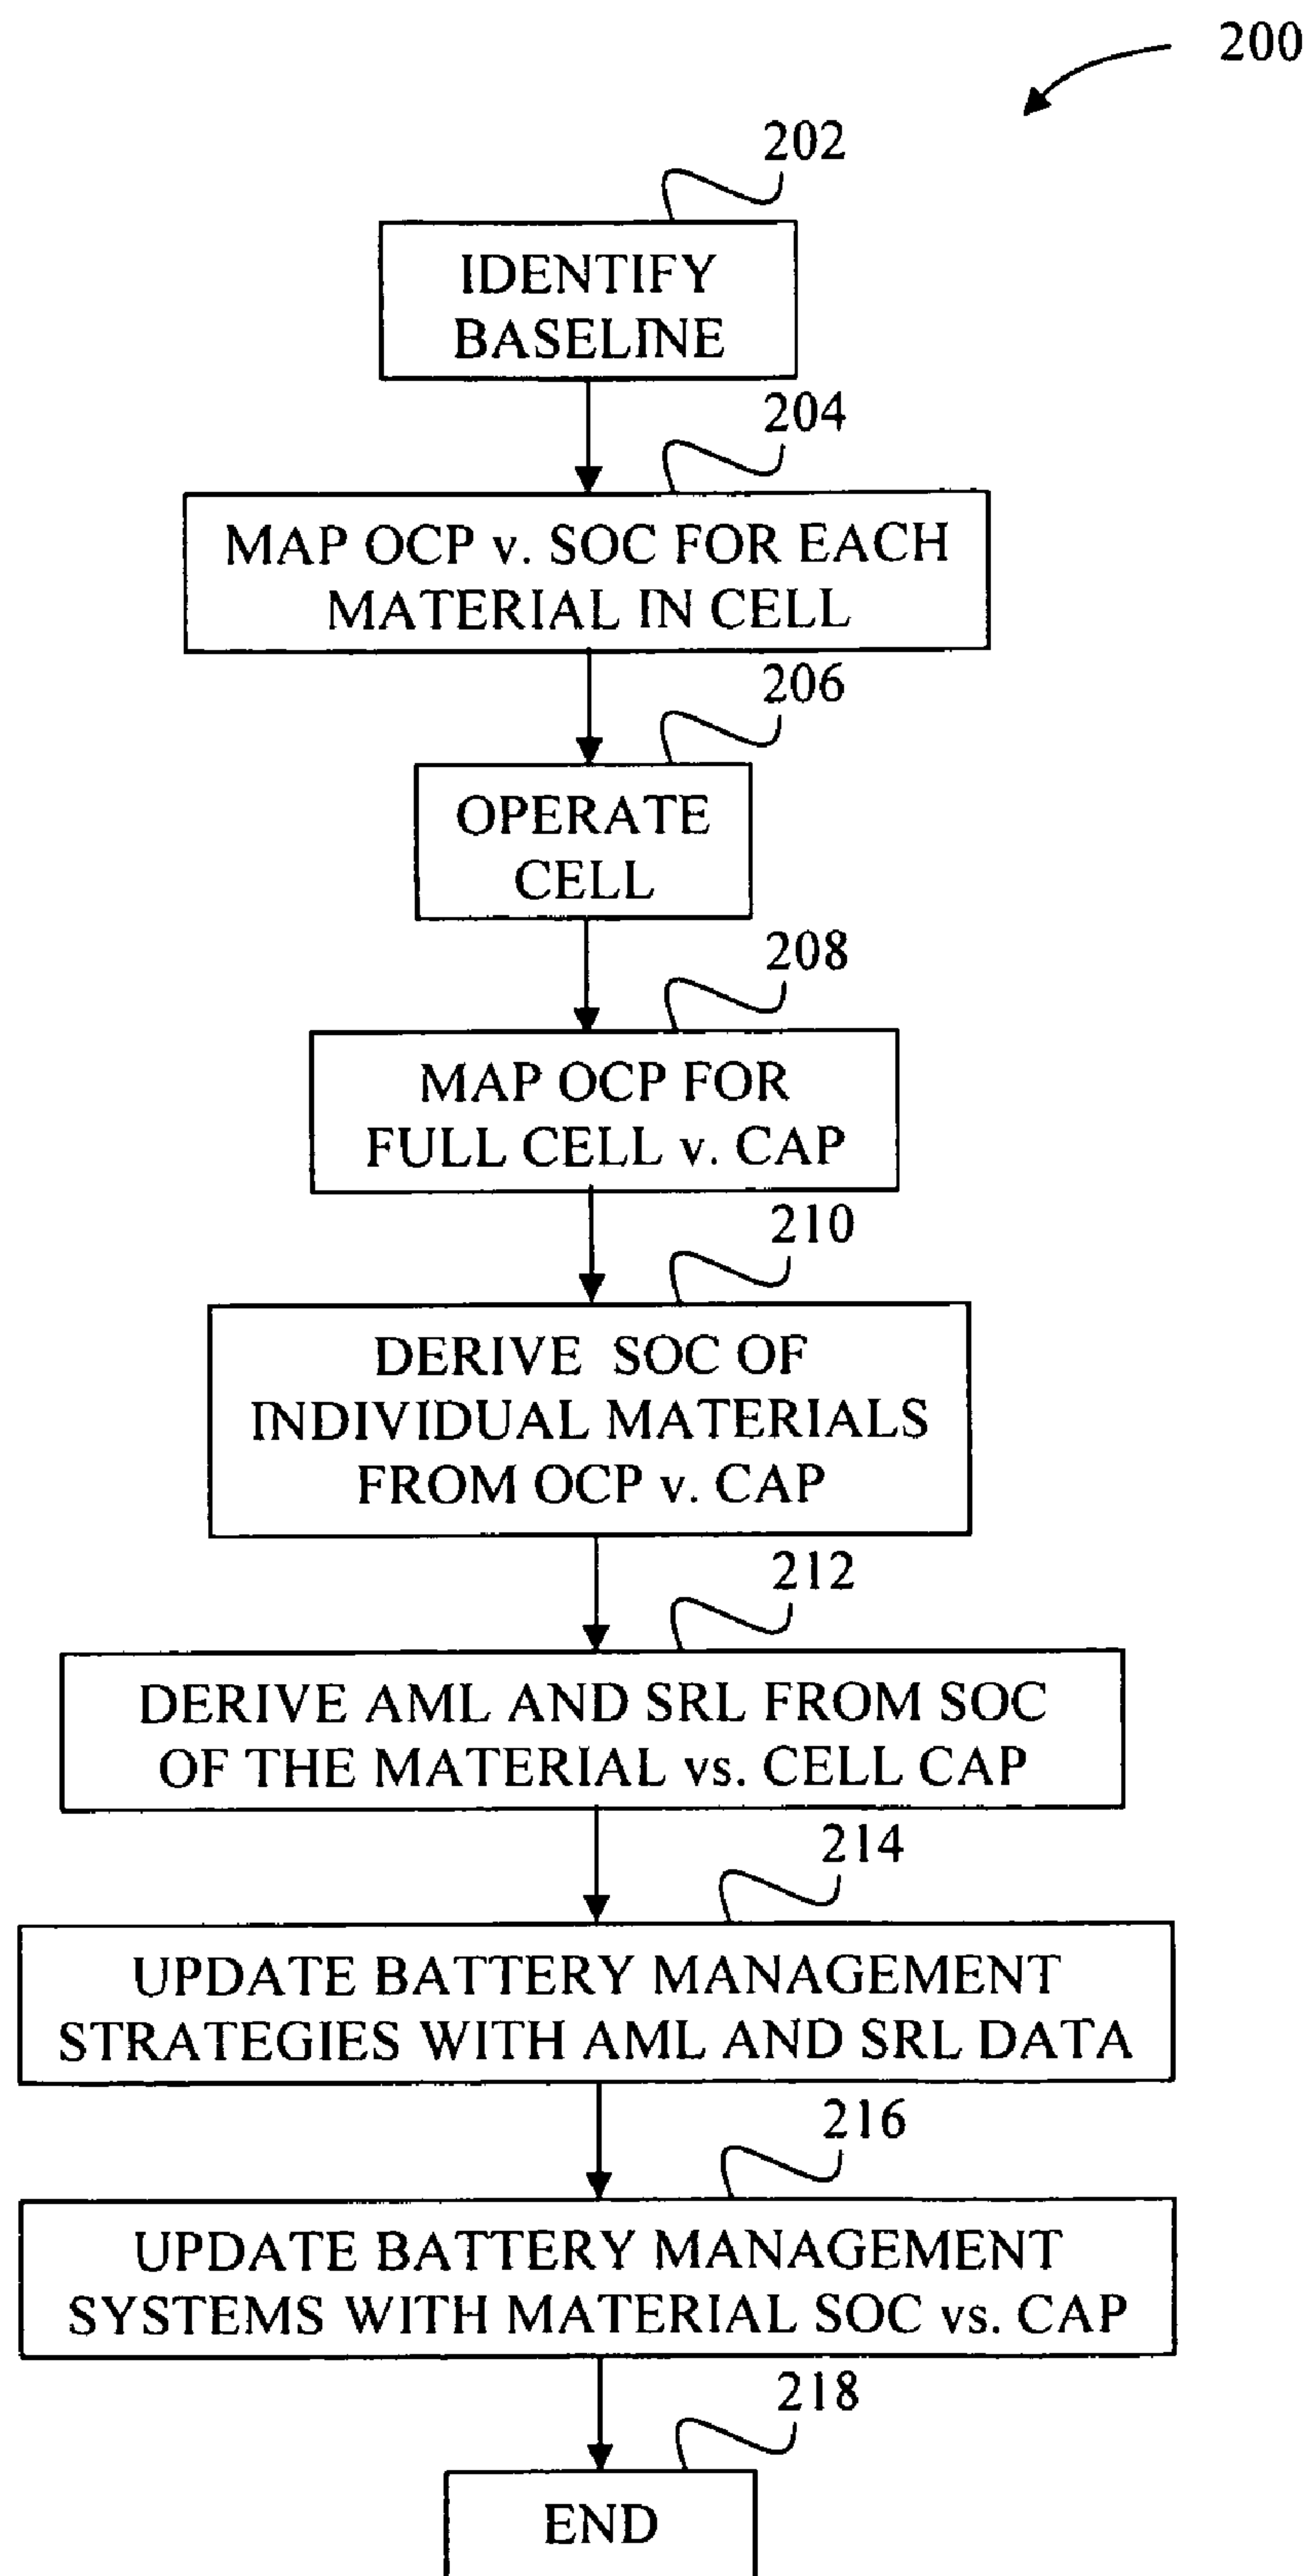 200
202
IDENTIFY
BASELINE
204
MAP OCP v. SOC FOR EACH
MATERIAL IN CELL
206
OPERATE
CELL
208
MAP OCP FOR
FULL CELL v. CAP
210
DERIVE SOC OF
INDIVIDUAL MATERIALS
FROM OCP v. CAP
212
DERIVE AML AND SRL FROM SOC
OF THE MATERIAL vs. CELL CAP
214
UPDATE BATTERY MANAGEMENT
STRATEGIES WITH AML AND SRL DATA
216
UPDATE BATTERY MANAGEMENT
SYSTEMS WITH MATERIAL SOC vs. CAP
218
END